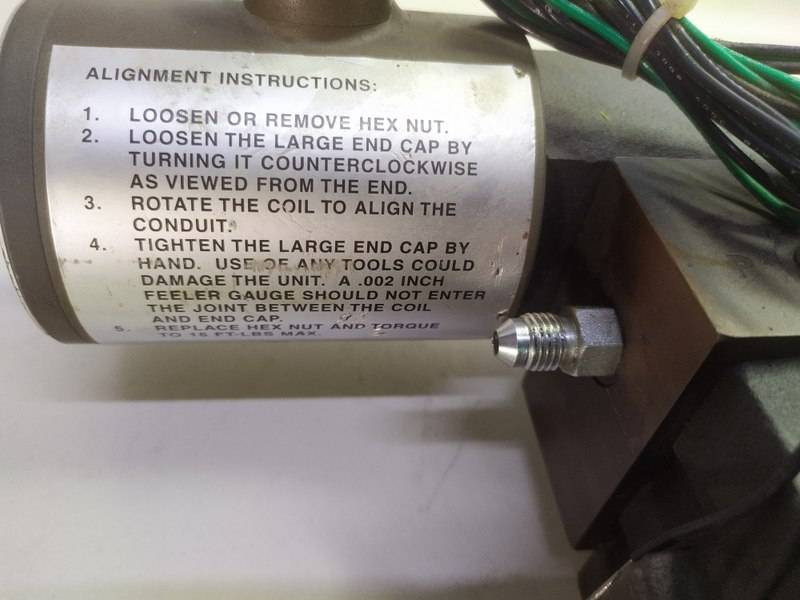 ALIGNMENT INSTRUCTIONS:
1. LOOSEN OR REMOVE HEX NUT.
2. LOOSEN THE LARGE END CAP BY
TURNING IT COUNTERCLOCKWISE
AS VIEWED FROM THE END.
3. ROTATE THE COIL TO ALIGN THE
CONDUIT.
4. TIGHTEN THE LARGE END CAP BY
HAND. USE OF ANY TOOLS COULD
DAMAGE THE UNIT. A .002 INCH
FEELER GAUGE SHOULD NOT ENTER
THE JOINT BETWEEN THE COIL
AND END CAP.
5. REPLACE HEX NUT AND TORQUE
TO 15 FT-LBS MAX.